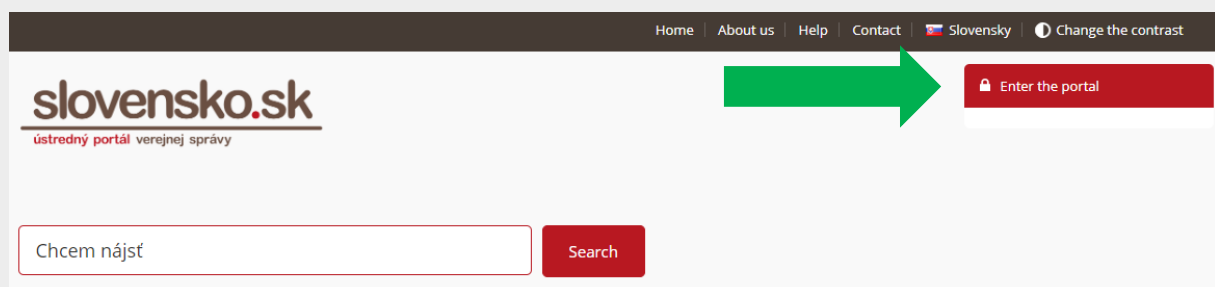 Home About us Help Contact Slovensky Change the contrast
slovensko.sk
Enter the portal
ústredný portál verejnej správy
Chcem nájsť
Search